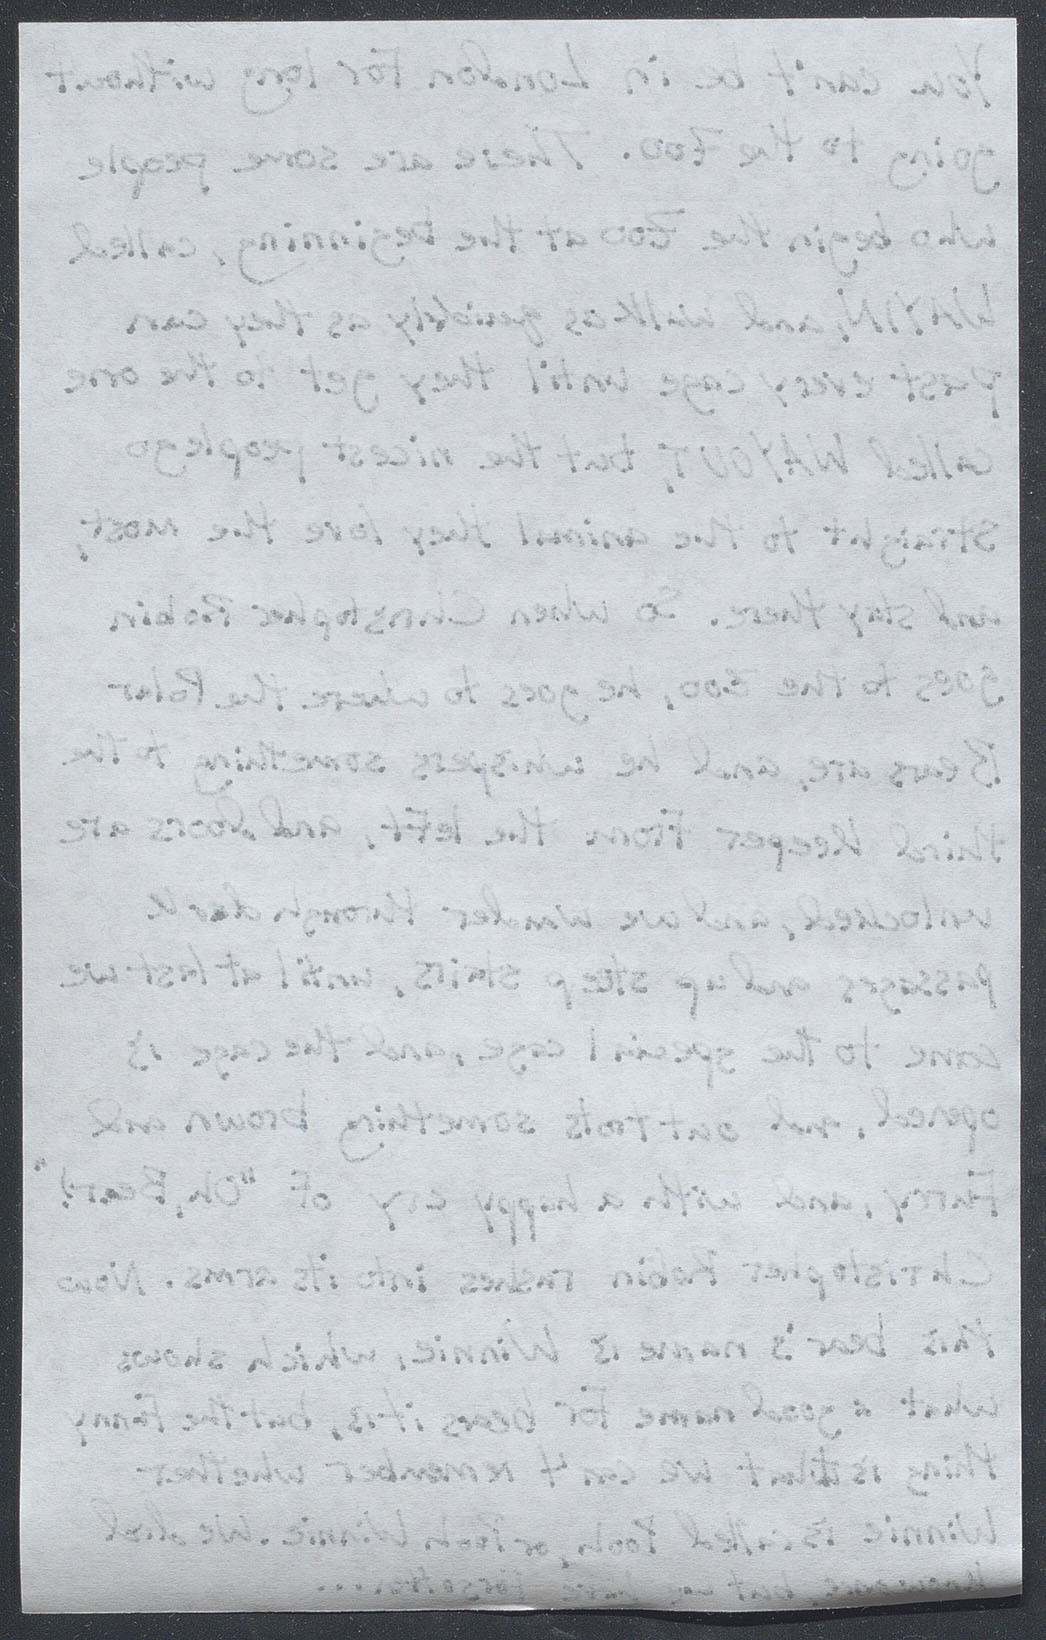 You can't be in London for long without
going to the Zoo. There are some people
who begin the Zoo at the beginning, called
WAYIN, and walk as quickly as they can
past every cage until they get to the one
called WAYOUT, but the nicest people go
straight to the animal they love the most,
and stay there. So when Christopher Robin
goes to the Zoo, he goes to where the Polar
Bears are, and he whispers something to the
third keeper from the left, and doors are
unlocked, and we wander through dark
passages and up steep stairs, until at last we
come to the special cage, and the cage is
opened, and out trots something brown and
furry, and with a happy cry of "Oh, Bear!"
Christopher Robin rushes into its arms. Now
this bear's name is Winnie, which shows
what a good name for bears it is, but the funny
thing is that we can't remember whether
Winnie is called Pooh, or Pooh Winnie. We did
know once, but we have forgotten...